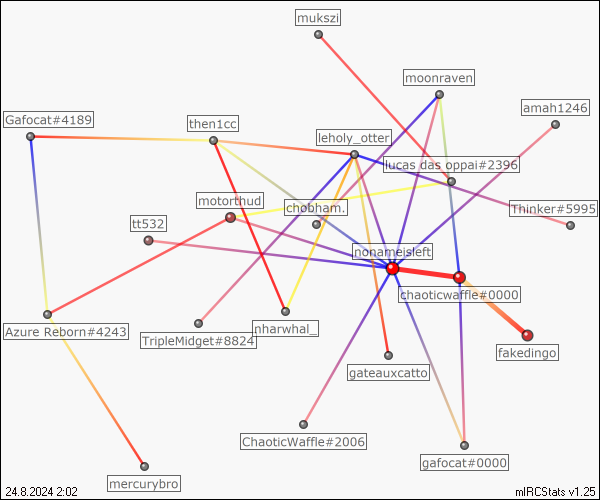 mukszi
moonraven
amah1246
Gafocat#4189
then1cc
leholy_otter
lucas das oppai#2396
motorthud
chobham.
Thinker#5995
tt532
nonameisleft
chaoticwaffle#0000
Azure Reborn#4243
TripleMidget#8824
nharwhal_
fakedingo
gateauxcatto
ChaoticWaffle#2006
gafocat#0000
mercurybro
24.8.2024 2:02
mIRCStats v1.25